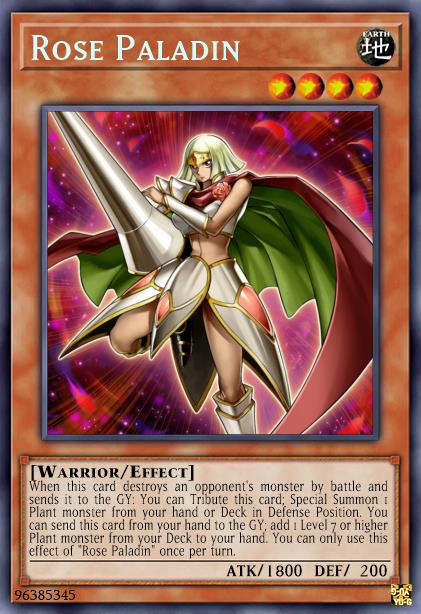 Rose Paladin
EARTH
地
[Warrior/Effect]
When this card destroys an opponent's monster by battle and
sends it to the GY: You can Tribute this card; Special Summon 1
Plant monster from your hand or Deck in Defense Position. You
can send this card from your hand to the GY; add 1 Level 7 or higher
Plant monster from your Deck to your hand. You can only use this
effect of "Rose Paladin" once per turn.
ATK/1800 DEF/ 200
96385345